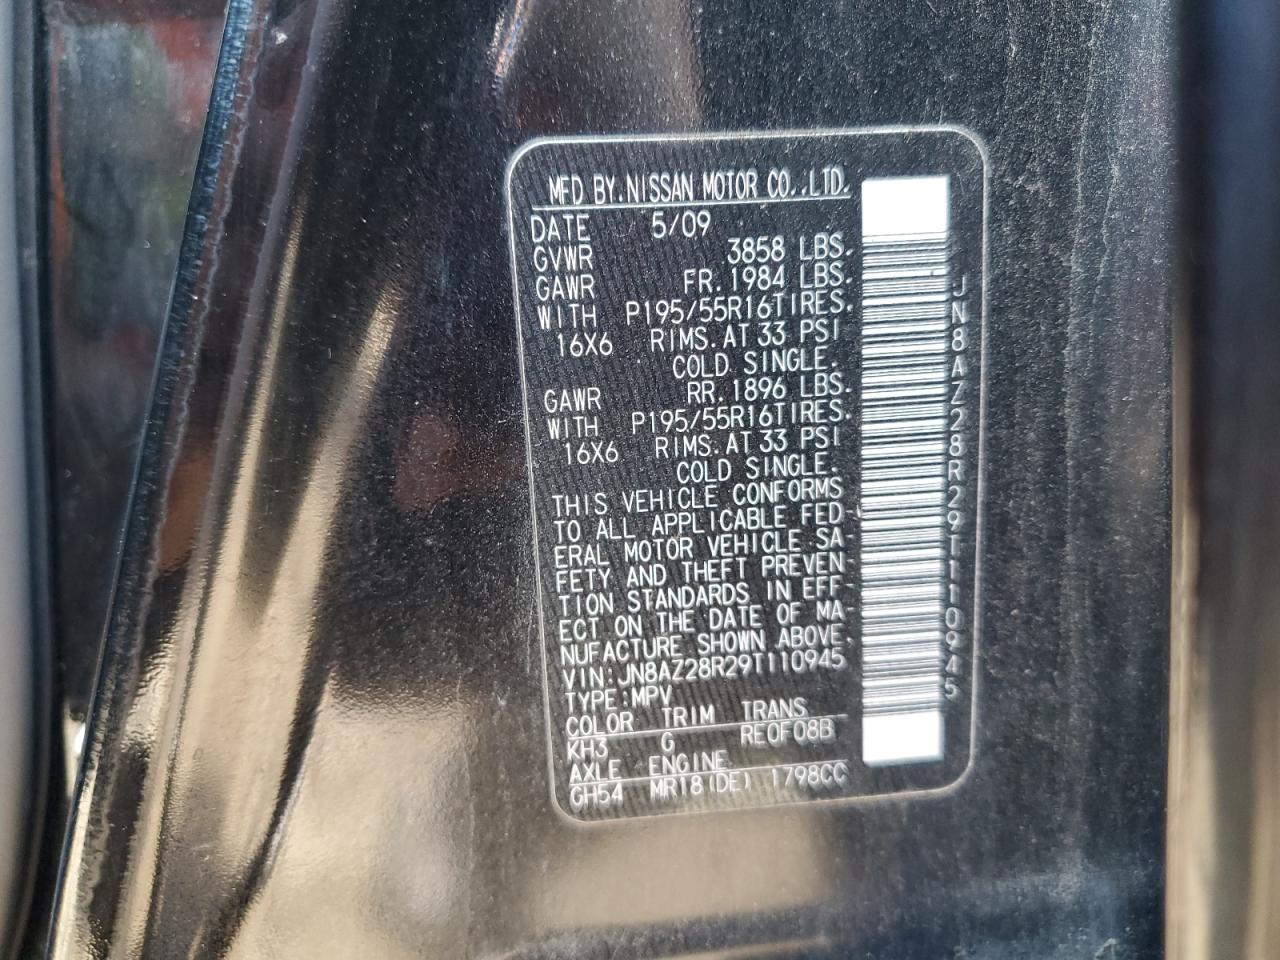 MFD BY.NISSAN MOTOR CO.,LTD.
DATE 5/09
GVWR 3858 LBS.
GAWR FR.1984 LBS.
WITH P195/55R16TIRES.
16X6 RIMS.AT 33 PSI
COLD SINGLE.
GAWR RR.1896 LBS.
WITH P195/55R16TIRES.
16X6 RIMS.AT 33 PSI
COLD SINGLE.
THIS VEHICLE CONFORMS
TO ALL APPLICABLE FED
ERAL MOTOR VEHICLE SA
FETY AND THEFT PREVEN
TION STANDARDS IN EFF
ECT ON THE DATE OF MA
NUFACTURE SHOWN ABOVE.
VIN:JN8AZ28R29T110945
TYPE:MPV
COLOR TRIM TRANS
KH3 G RE0F08B
AXLE ENGINE
GH54 MR18(DE) 1798CC
JN8AZ28R29T110945